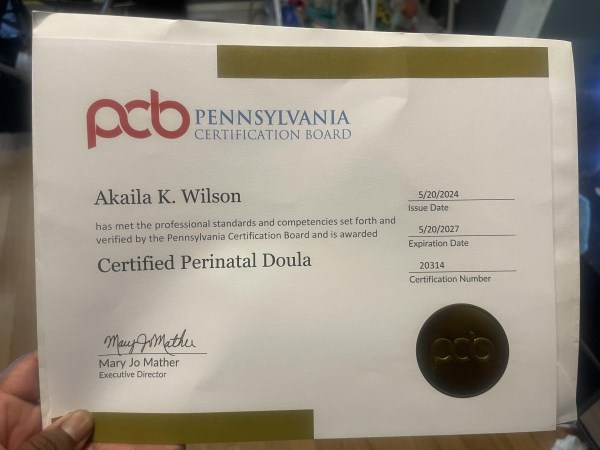 pcb PENNSYLVANIA
CERTIFICATION BOARD
Akaila K. Wilson
has met the professional standards and competencies set forth and
verified by the Pennsylvania Certification Board and is awarded
Certified Perinatal Doula
5/20/2024
Issue Date
5/20/2027
Expiration Date
20314
Certification Number
Mary Jo Mather
Mary Jo Mather
Executive Director
pcb